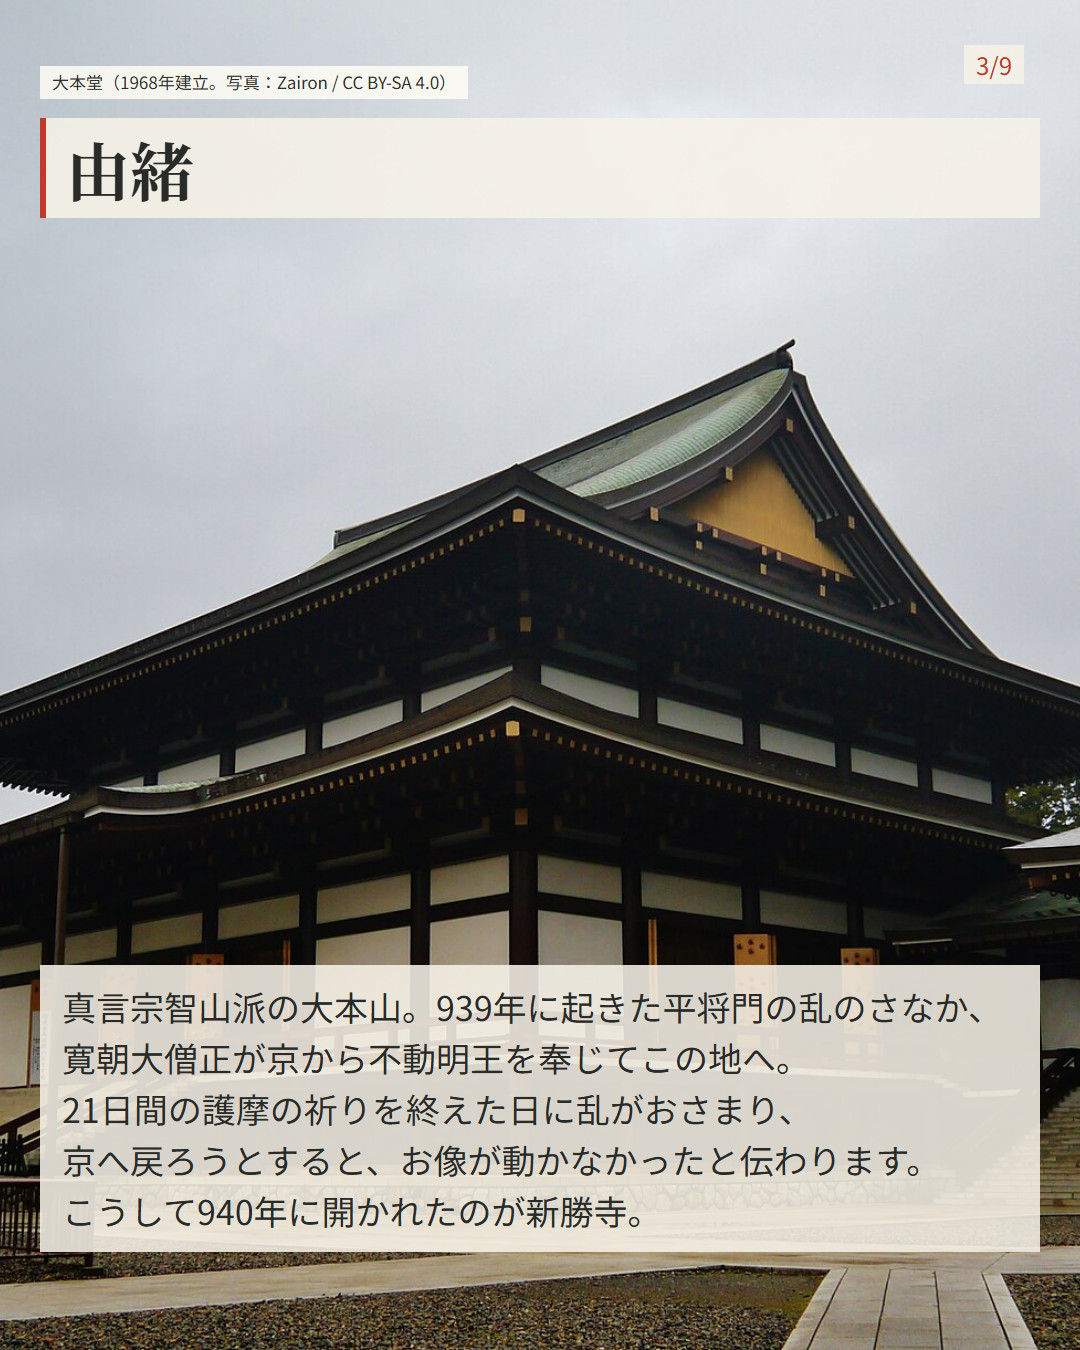 3/9
大本堂（1968年建立。写真：Zairon / CC BY-SA 4.0）
由緒
真言宗智山派の大本山。939年に起きた平将門の乱のさなか、
寛朝大僧正が京から不動明王を奉じてこの地へ。
21日間の護摩の祈りを終えた日に乱がおさまり、
京へ戻ろうとすると、お像が動かなかったと伝わります。
こうして940年に開かれたのが新勝寺。